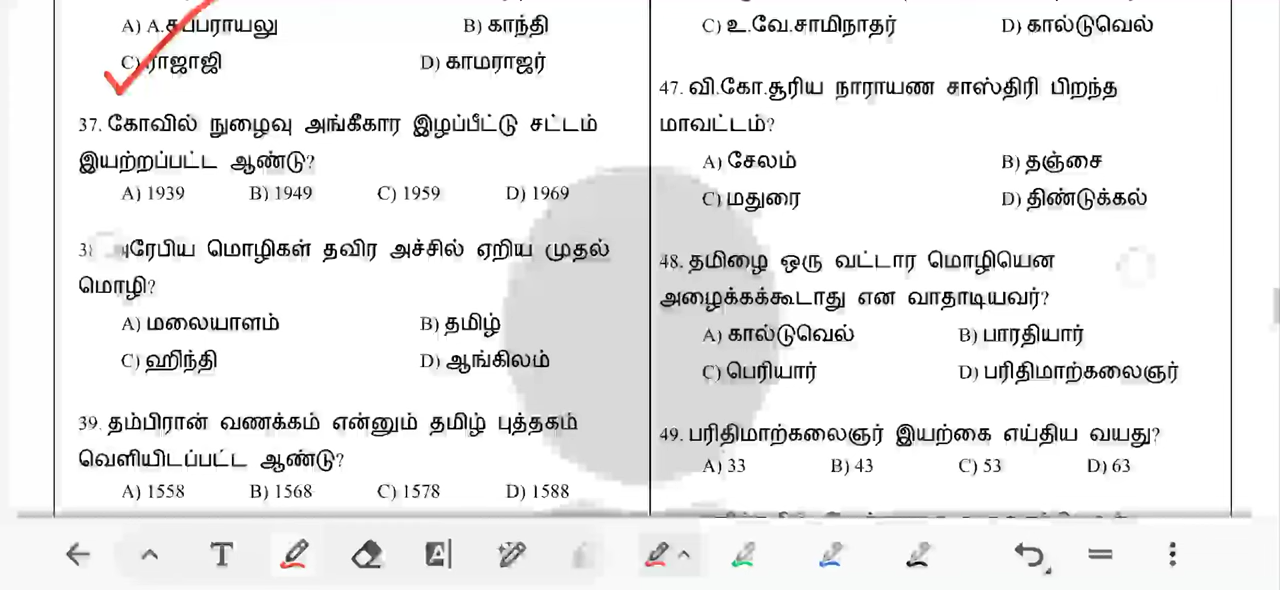 A) A.சுப்பராயலு B) காந்தி
C) ராஜாஜி D) காமராஜர்
37. கோவில் நுழைவு அங்கீகார இழப்பீட்டு சட்டம்
இயற்றப்பட்ட ஆண்டு?
A) 1939 B) 1949 C) 1959 D) 1969
அரேபிய மொழிகள் தவிர அச்சில் ஏறிய முதல்
மொழி?
A) மலையாளம் B) தமிழ்
C) ஹிந்தி D) ஆங்கிலம்
39. தம்பிரான் வணக்கம் என்னும் தமிழ் புத்தகம்
வெளியிடப்பட்ட ஆண்டு?
A) 1558 B) 1568 C) 1578 D) 1588
C) உ.வே.சாமிநாதர் D) கால்டுவெல்
47. வி.கோ.சூரிய நாராயண சாஸ்திரி பிறந்த
மாவட்டம்?
A) சேலம் B) தஞ்சை
C) மதுரை D) திண்டுக்கல்
48. தமிழை ஒரு வட்டார மொழியென
அழைக்கக்கூடாது என வாதாடியவர்?
A) கால்டுவெல் B) பாரதியார்
C) பெரியார் D) பரிதிமாற்கலைஞர்
49. பரிதிமாற்கலைஞர் இயற்கை எய்திய வயது?
A) 33 B) 43 C) 53 D) 63
T
A